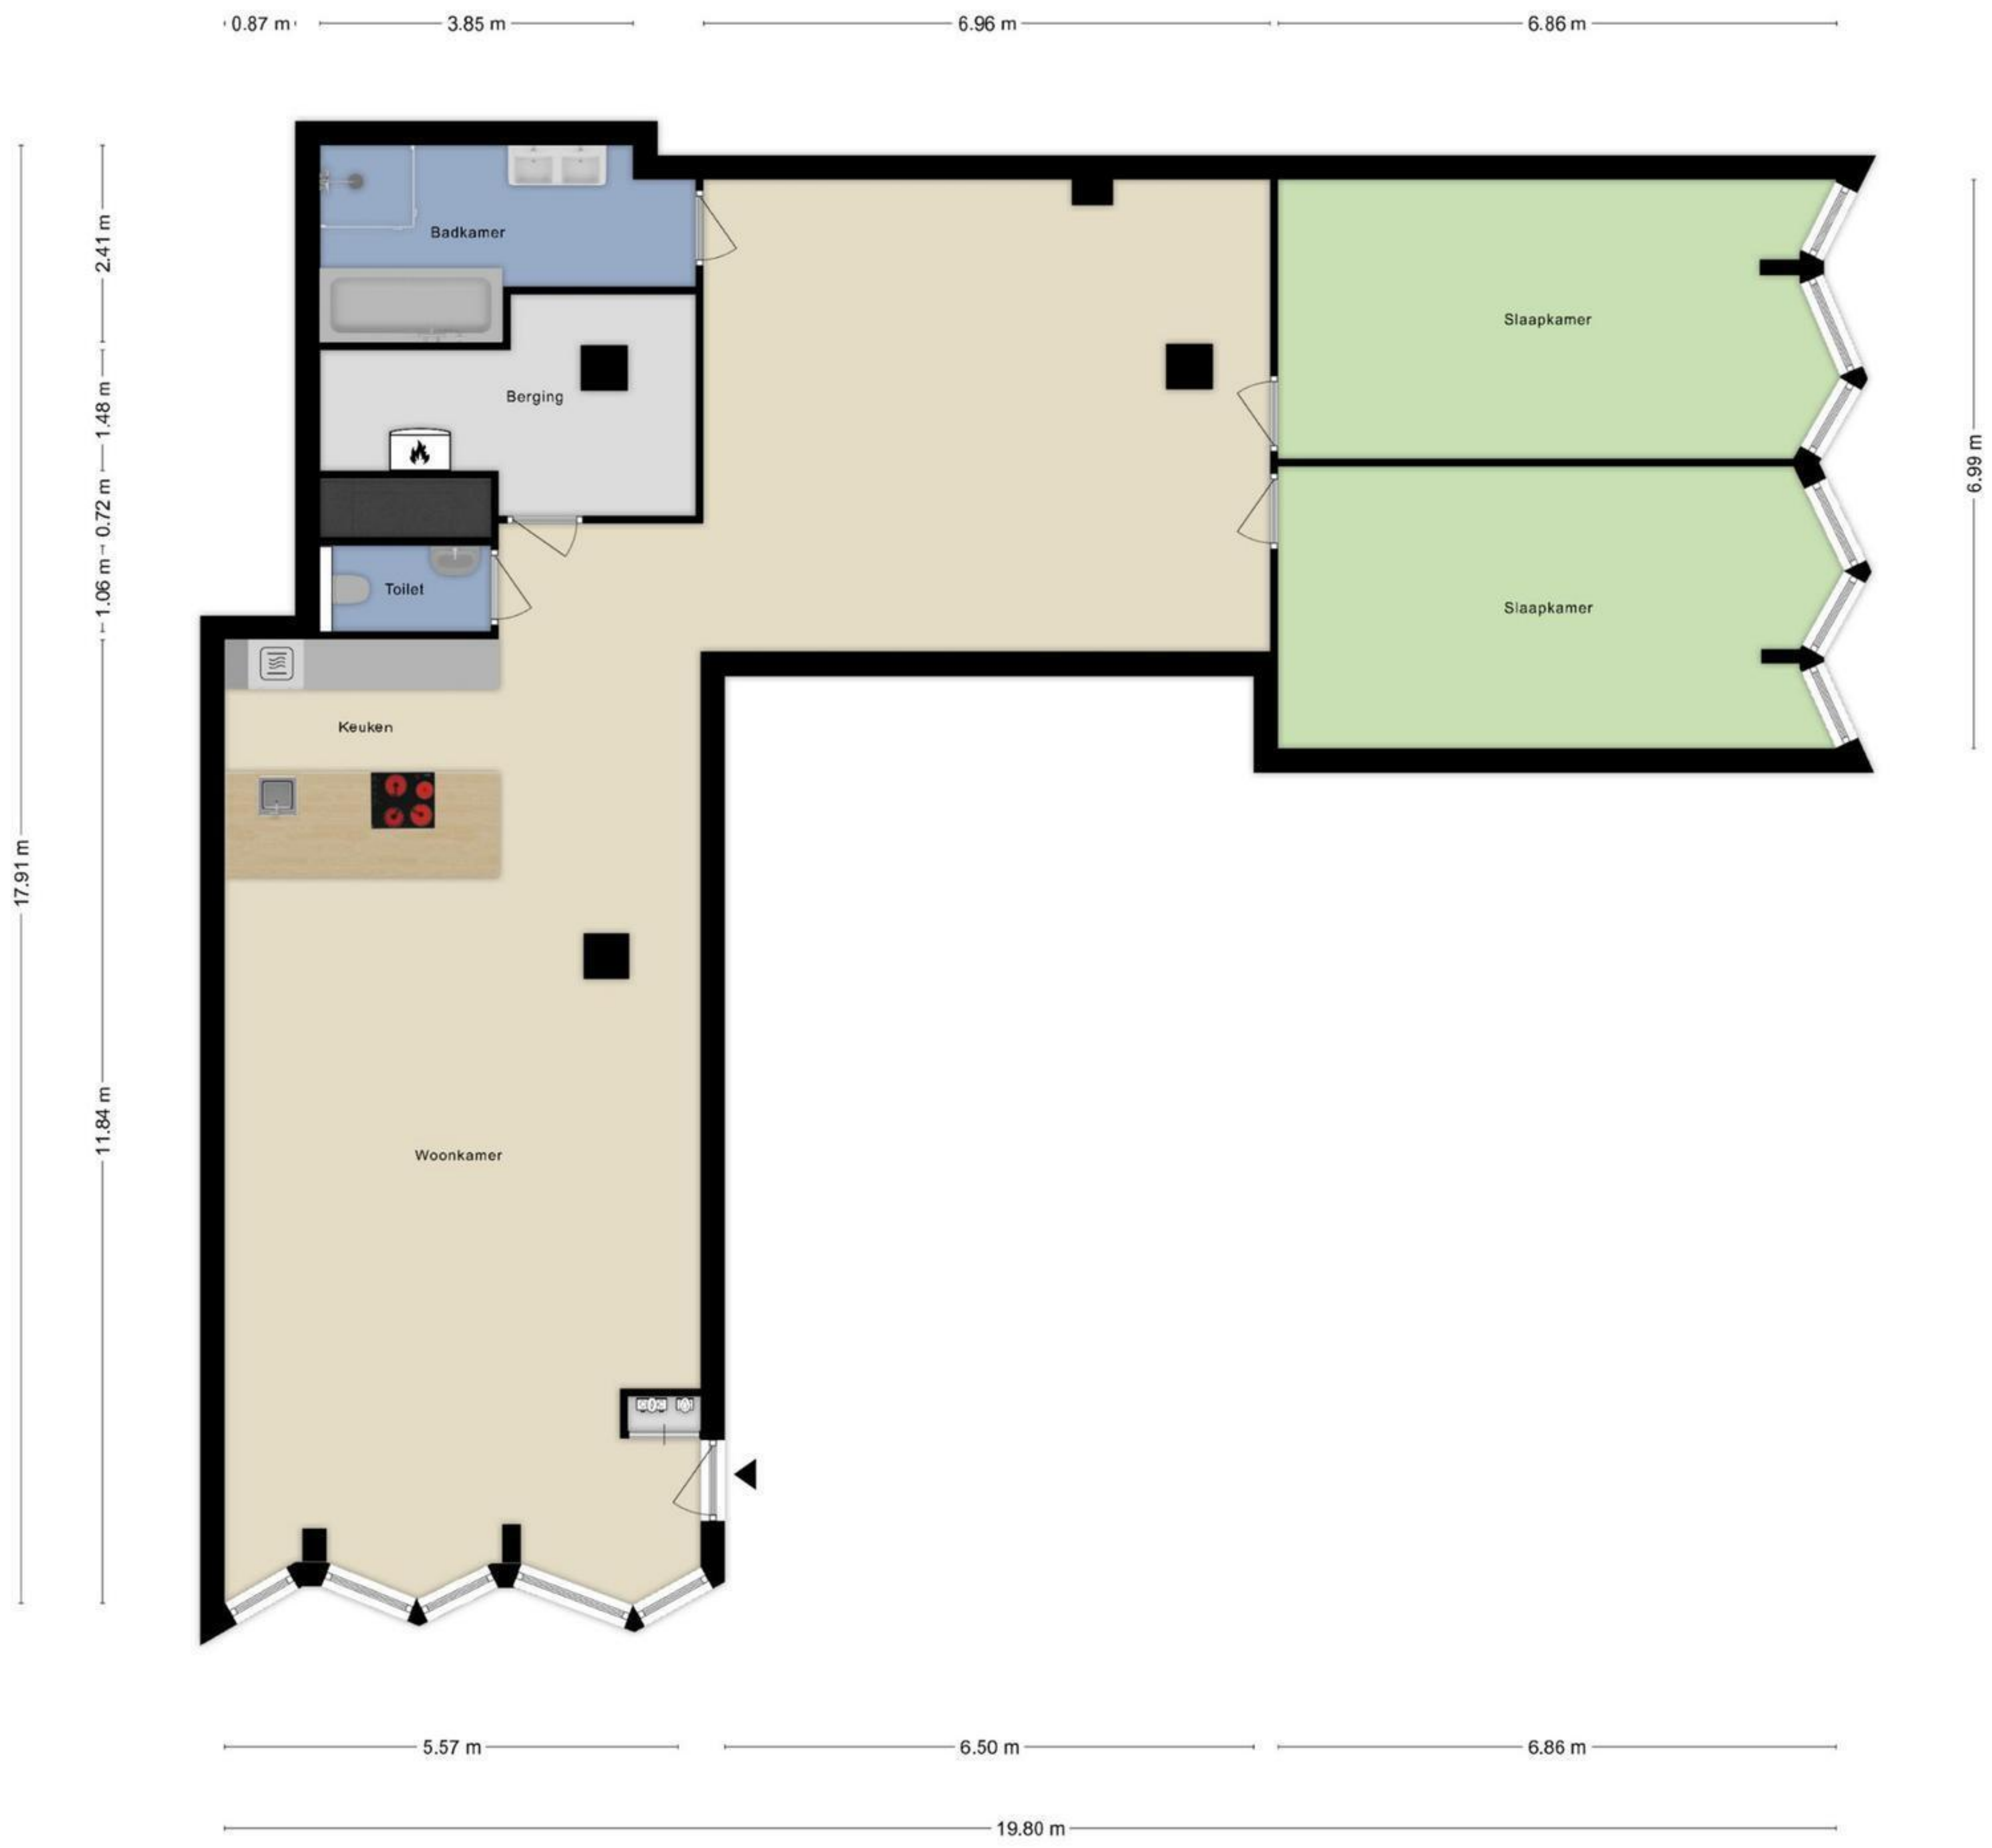 0.87 m
3.85 m
6.96 m
6.86 m
2.41 m
1.48 m
0.72 m
1.06 m
11.84 m
17.91 m
6.99 m
Badkamer
Slaapkamer
Berging
Toilet
Slaapkamer
Keuken
Woonkamer
5.57 m
6.50 m
6.86 m
19.80 m